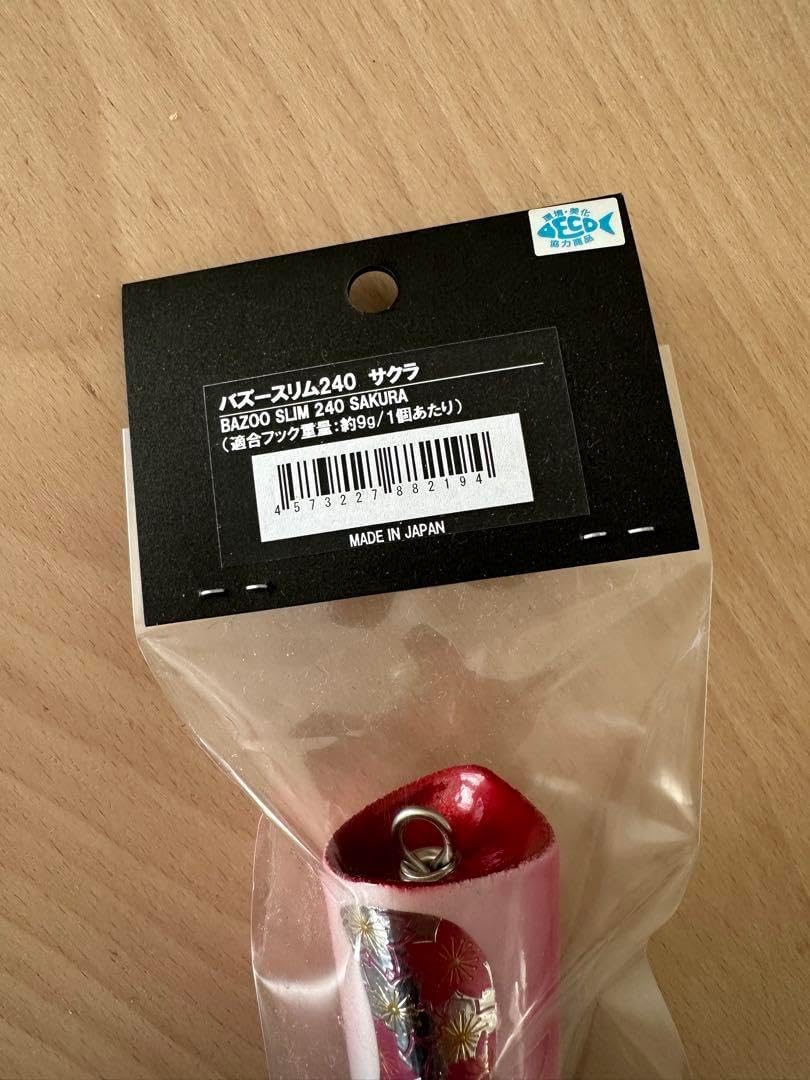 環境・美化
ECO
協力商品
バズースリム240 サクラ
BAZOO SLIM 240 SAKURA
(適合フック重量:約9g/1個あたり)
4573227882194
MADE IN JAPAN